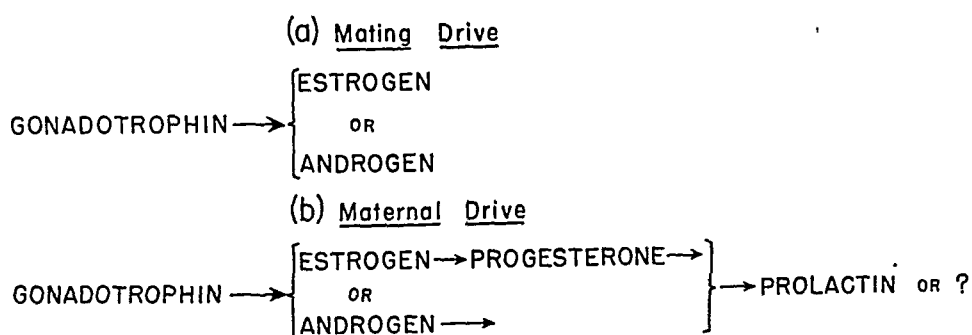 (a) Mating Drive
ESTROGEN
GONADOTROPHIN → OR
ANDROGEN
(b) Maternal Drive
ESTROGEN → PROGESTERONE →
GONADOTROPHIN → OR → PROLACTIN OR ?
ANDROGEN →